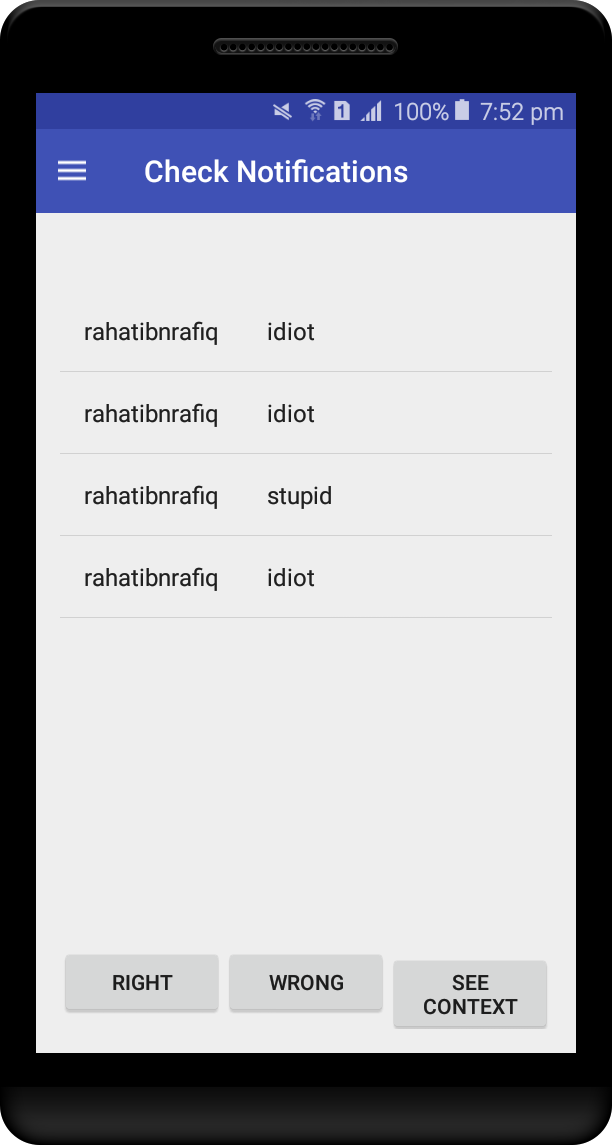 1 100% 7:52 pm
Check Notifications
rahatibnrafiq idiot
rahatibnrafiq idiot
rahatibnrafiq stupid
rahatibnrafiq idiot
RIGHT WRONG SEE
CONTEXT